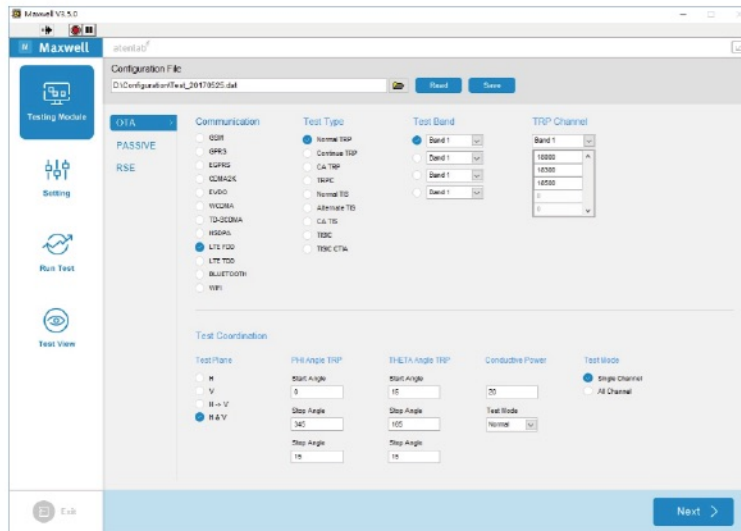 Maxwell V3.5.0
Maxwell
atenlab
Configuration File
D:\Configuration\Test_20170525.dat
Read
Save
Testing Module
Setting
Run Test
Test View
Exit
OTA >
PASSIVE
RSE
Communication
GSM
GPRS
EGPRS
CDMA2K
EVDO
WCDMA
TD-SCDMA
HSDPA
LTE FDD
LTE TDD
BLUETOOTH
WIFI
Test Type
Normal TRP
Continue TRP
CA TRP
TRPC
Normal TIS
Alternate TIS
CA TIS
TISC
TISC CTIA
Test Band
Band 1
Band 1
Band 1
Band 1
TRP Channel
Band 1
18000
18300
18500
0
0
Test Coordination
Test Plane
H
V
H -> V
H & V
PHI Angle TRP
Start Angle
0
Stop Angle
345
Step Angle
15
THETA Angle TRP
Start Angle
15
Stop Angle
165
Step Angle
15
Conductive Power
20
Test Mode
Normal
Test Mode
Single Channel
All Channel
Next >